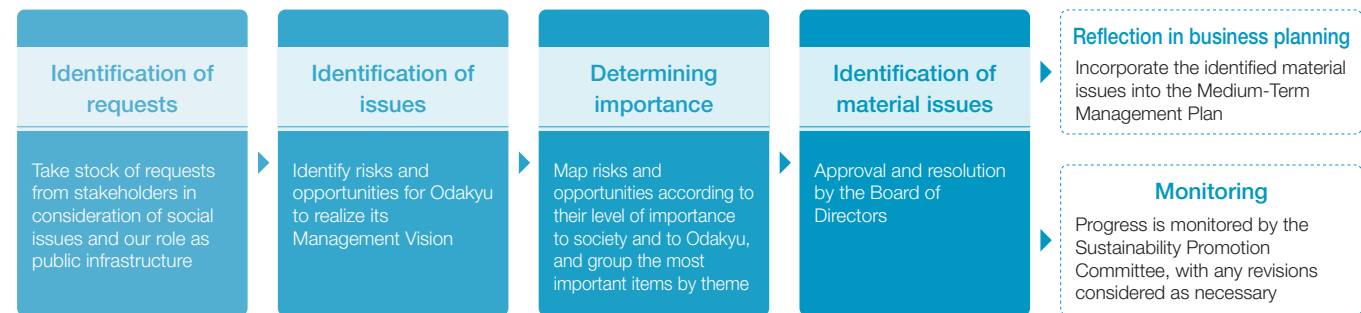 Identification of
requests
Take stock of requests
from stakeholders in
consideration of social
issues and our role as
public infrastructure
Identification of
issues
Identify risks and
opportunities for Odakyu
to realize its
Management Vision
Determining
importance
Map risks and
opportunities according to
their level of importance
to society and to Odakyu,
and group the most
important items by theme
Identification of
material issues
Approval and resolution
by the Board of
Directors
Reflection in business planning
Incorporate the identified material
issues into the Medium-Term
Management Plan
Monitoring
Progress is monitored by the
Sustainability Promotion
Committee, with any revisions
considered as necessary